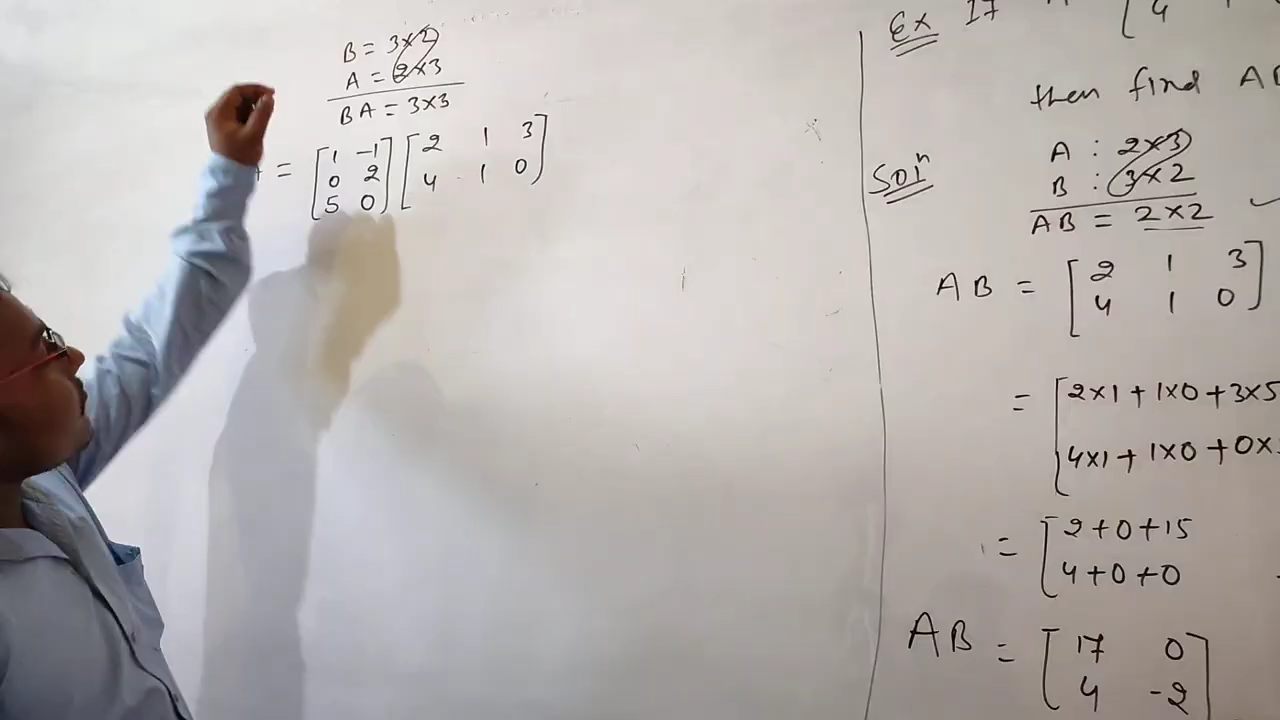 B = 3×2
A = 2×3
BA = 3×3
= [ 1 -1 ] [ 2 1 3 ]
0 2 4 1 0
5 0
Ex 17
4
then find AB
Solⁿ
A : 2×3
B : 3×2
AB = 2×2 ✓
AB = [ 2 1 3 ]
4 1 0
= [ 2×1 + 1×0 + 3×5
4×1 + 1×0 + 0×
= [ 2+0+15
4+0+0
AB = [ 17 0 ]
4 -2